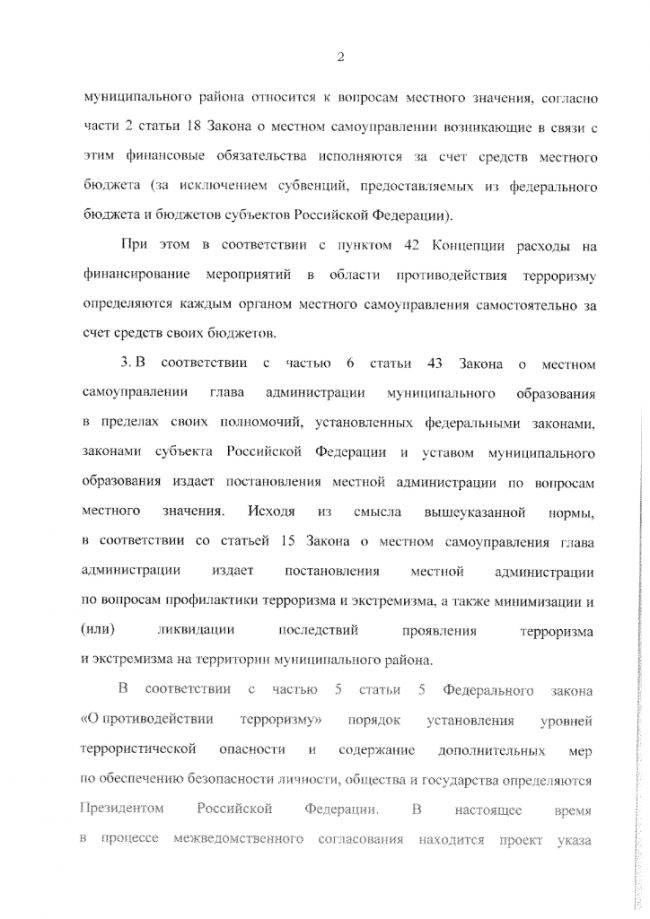 2
муниципального района относится к вопросам местного значения, согласно
части 2 статьи 18 Закона о местном самоуправлении возникающие в связи с
этим финансовые обязательства исполняются за счет средств местного
бюджета (за исключением субвенций, предоставляемых из федерального
бюджета и бюджетов субъектов Российской Федерации).
При этом в соответствии с пунктом 42 Концепции расходы на
финансирование мероприятий в области противодействия терроризму
определяются каждым органом местного самоуправления самостоятельно за
счет средств своих бюджетов.
3. В соответствии с частью 6 статьи 43 Закона о местном
самоуправлении глава администрации муниципального образования
в пределах своих полномочий, установленных федеральными законами,
законами субъекта Российской Федерации и уставом муниципального
образования издает постановления местной администрации по вопросам
местного значения. Исходя из смысла вышеуказанной нормы,
в соответствии со статьей 15 Закона о местном самоуправления глава
администрации издает постановления местной администрации
по вопросам профилактики терроризма и экстремизма, а также минимизации и
(или) ликвидации последствий проявления терроризма
и экстремизма на территории муниципального района.
В соответствии с частью 5 статьи 5 Федерального закона
«О противодействии терроризму» порядок установления уровней
террористической опасности и содержание дополнительных мер
по обеспечению безопасности личности, общества и государства определяются
Президентом Российской Федерации. В настоящее время
в процессе межведомственного согласования находится проект указа